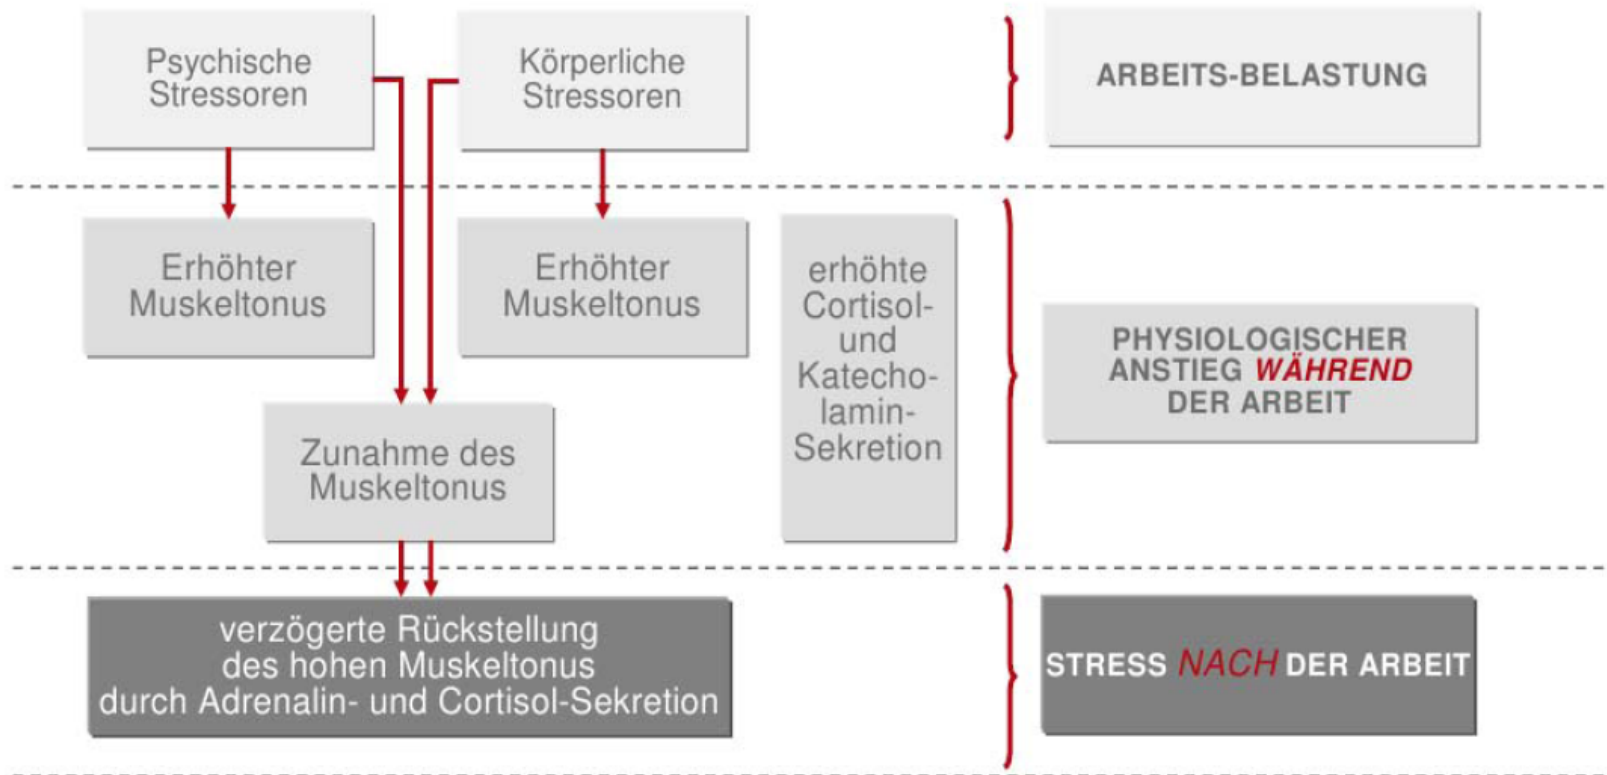 Psychische
Stressoren
Körperliche
Stressoren
ARBEITS-BELASTUNG
Erhöhter
Muskeltonus
Erhöhter
Muskeltonus
erhöhte
Cortisol-
und
Katecho-
lamin-
Sekretion
PHYSIOLOGISCHER
ANSTIEG WÄHREND
DER ARBEIT
Zunahme des
Muskeltonus
verzögerte Rückstellung
des hohen Muskeltonus
durch Adrenalin- und Cortisol-Sekretion
STRESS NACH DER ARBEIT